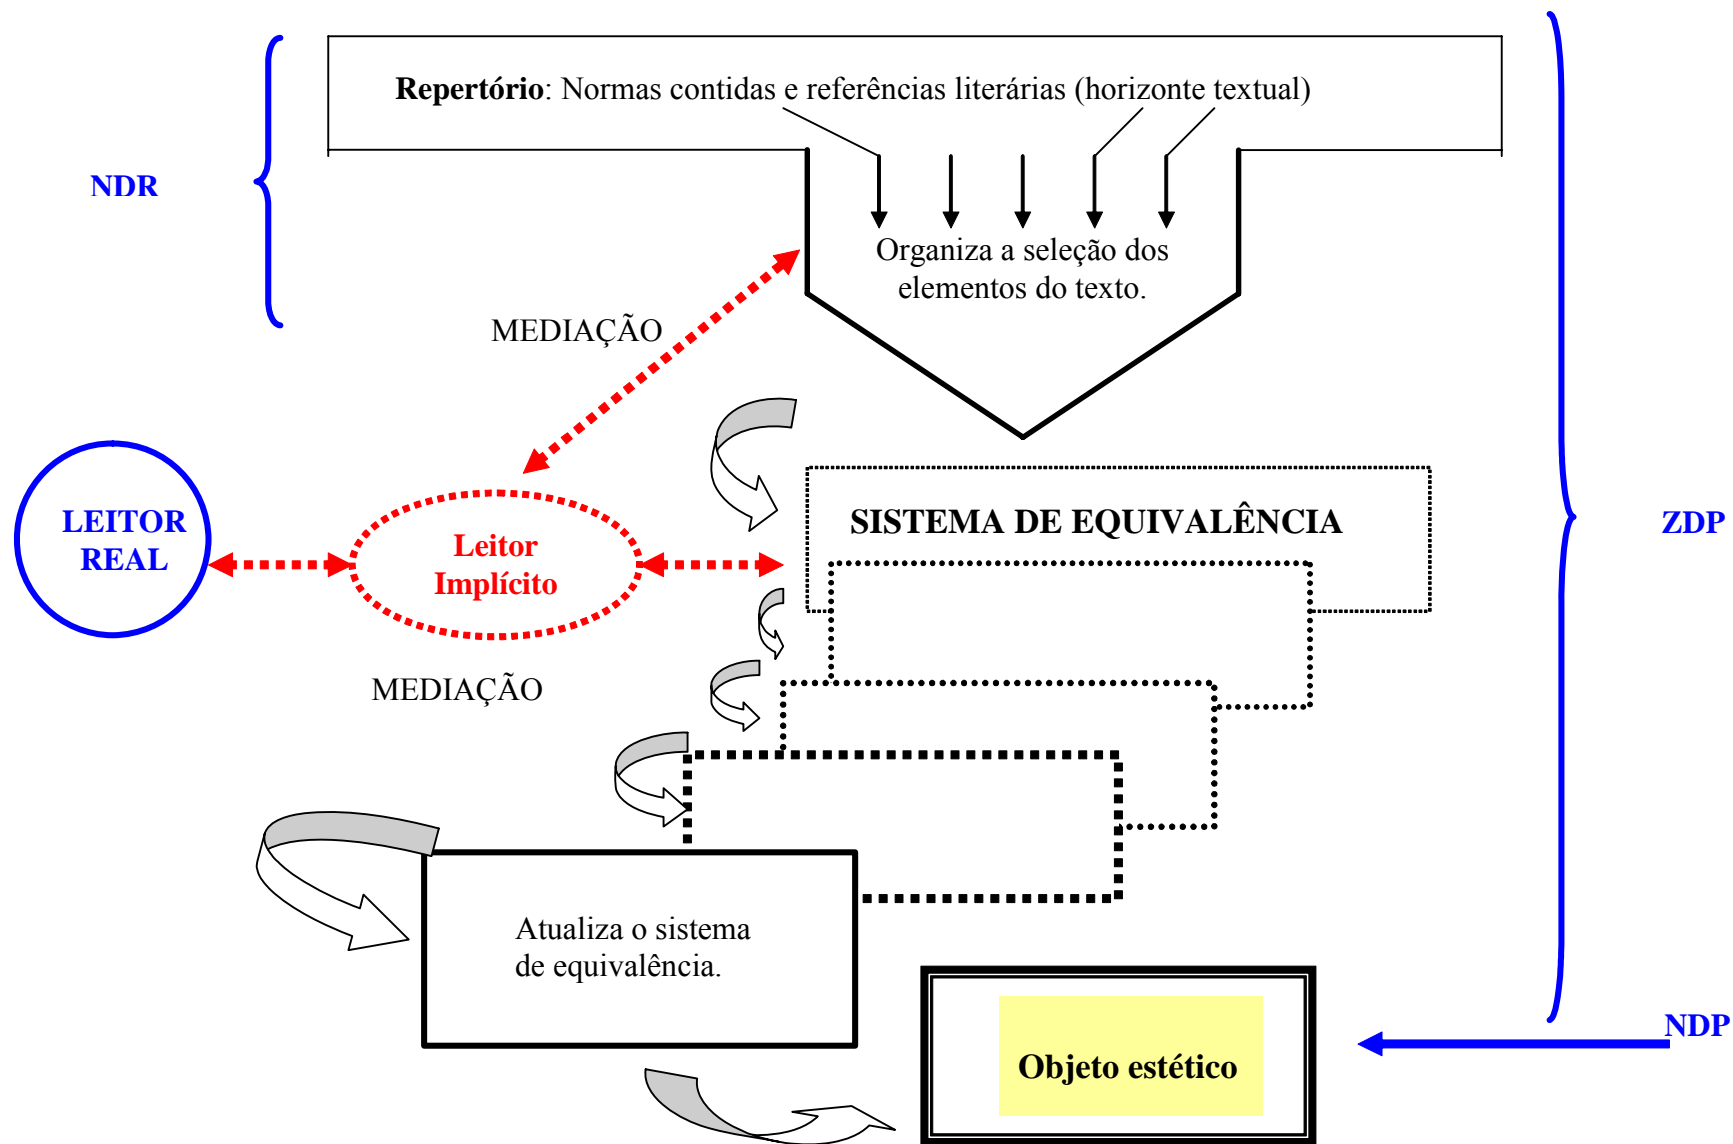 Repertório: Normas contidas e referências literárias (horizonte textual)
NDR
Organiza a seleção dos
elementos do texto.
MEDIAÇÃO
LEITOR
REAL
Leitor
Implícito
SISTEMA DE EQUIVALÊNCIA
ZDP
MEDIAÇÃO
Atualiza o sistema
de equivalência.
NDP
Objeto estético